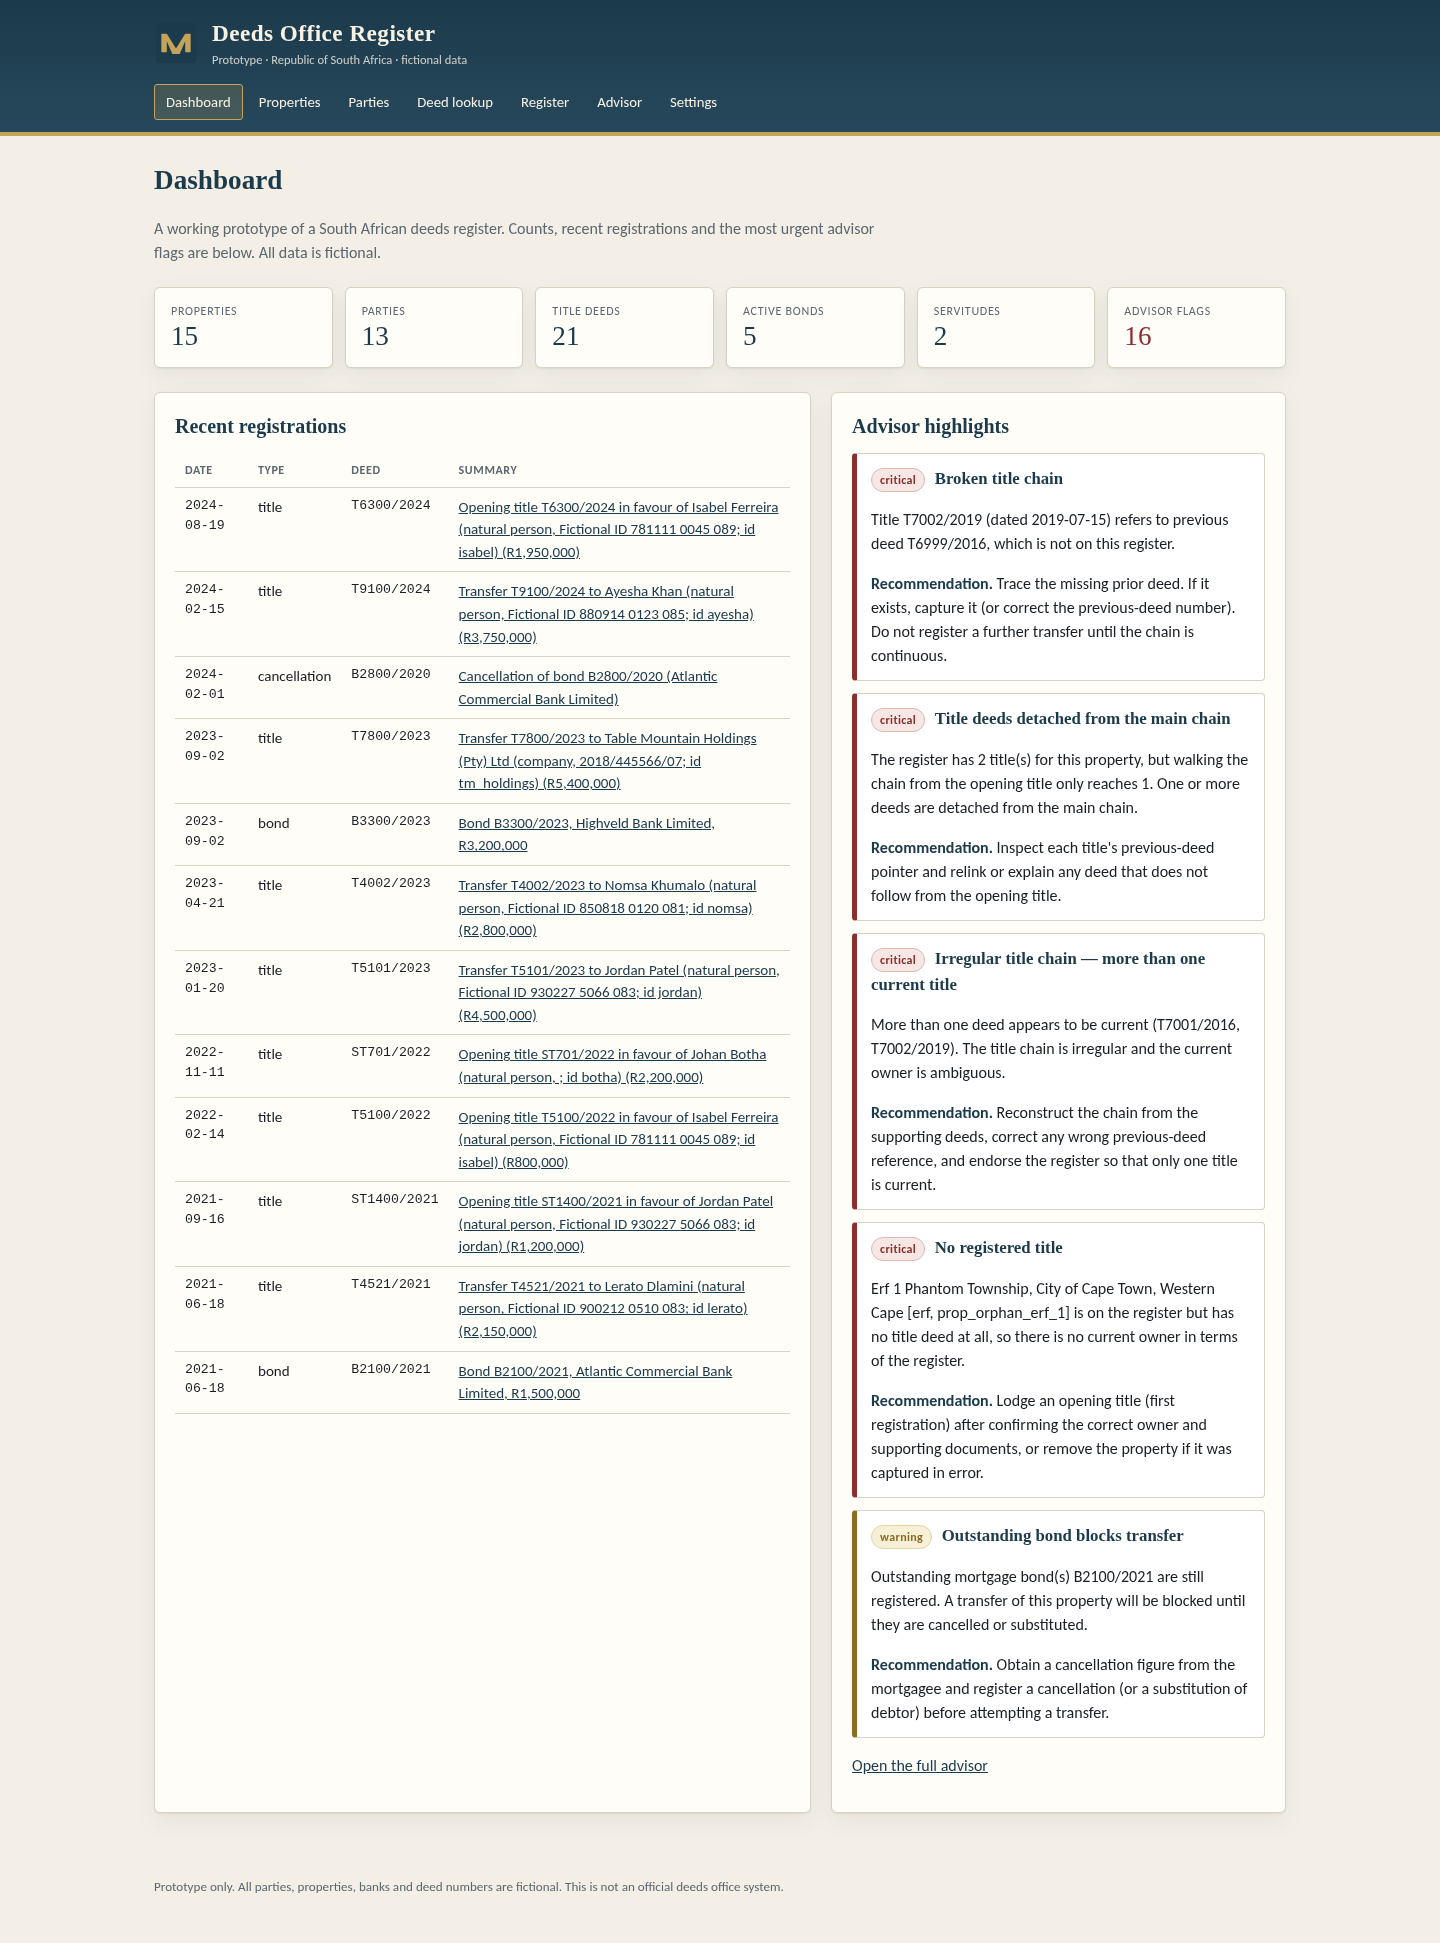 M
Deeds Office Register
Prototype · Republic of South Africa · fictional data
Dashboard Properties Parties Deed lookup Register Advisor Settings
Dashboard
A working prototype of a South African deeds register. Counts, recent registrations and the most urgent advisor
flags are below. All data is fictional.
PROPERTIES
15
PARTIES
13
TITLE DEEDS
21
ACTIVE BONDS
5
SERVITUDES
2
ADVISOR FLAGS
16
Recent registrations
DATE TYPE DEED SUMMARY
2024-
08-19
title
T6300/2024
Opening title T6300/2024 in favour of Isabel Ferreira
(natural person, Fictional ID 781111 0045 089; id
isabel) (R1,950,000)
2024-
02-15
title
T9100/2024
Transfer T9100/2024 to Ayesha Khan (natural
person, Fictional ID 880914 0123 085; id ayesha)
(R3,750,000)
2024-
02-01
cancellation
B2800/2020
Cancellation of bond B2800/2020 (Atlantic
Commercial Bank Limited)
2023-
09-02
title
T7800/2023
Transfer T7800/2023 to Table Mountain Holdings
(Pty) Ltd (company, 2018/445566/07; id
tm_holdings) (R5,400,000)
2023-
09-02
bond
B3300/2023
Bond B3300/2023, Highveld Bank Limited,
R3,200,000
2023-
04-21
title
T4002/2023
Transfer T4002/2023 to Nomsa Khumalo (natural
person, Fictional ID 850818 0120 081; id nomsa)
(R2,800,000)
2023-
01-20
title
T5101/2023
Transfer T5101/2023 to Jordan Patel (natural person,
Fictional ID 930227 5066 083; id jordan)
(R4,500,000)
2022-
11-11
title
ST701/2022
Opening title ST701/2022 in favour of Johan Botha
(natural person, ; id botha) (R2,200,000)
2022-
02-14
title
T5100/2022
Opening title T5100/2022 in favour of Isabel Ferreira
(natural person, Fictional ID 781111 0045 089; id
isabel) (R800,000)
2021-
09-16
title
ST1400/2021
Opening title ST1400/2021 in favour of Jordan Patel
(natural person, Fictional ID 930227 5066 083; id
jordan) (R1,200,000)
2021-
06-18
title
T4521/2021
Transfer T4521/2021 to Lerato Dlamini (natural
person, Fictional ID 900212 0510 083; id lerato)
(R2,150,000)
2021-
06-18
bond
B2100/2021
Bond B2100/2021, Atlantic Commercial Bank
Limited, R1,500,000
Advisor highlights
critical Broken title chain
Title T7002/2019 (dated 2019-07-15) refers to previous
deed T6999/2016, which is not on this register.
Recommendation. Trace the missing prior deed. If it
exists, capture it (or correct the previous-deed number).
Do not register a further transfer until the chain is
continuous.
critical Title deeds detached from the main chain
The register has 2 title(s) for this property, but walking the
chain from the opening title only reaches 1. One or more
deeds are detached from the main chain.
Recommendation. Inspect each title's previous-deed
pointer and relink or explain any deed that does not
follow from the opening title.
critical Irregular title chain — more than one
current title
More than one deed appears to be current (T7001/2016,
T7002/2019). The title chain is irregular and the current
owner is ambiguous.
Recommendation. Reconstruct the chain from the
supporting deeds, correct any wrong previous-deed
reference, and endorse the register so that only one title
is current.
critical No registered title
Erf 1 Phantom Township, City of Cape Town, Western
Cape [erf, prop_orphan_erf_1] is on the register but has
no title deed at all, so there is no current owner in terms
of the register.
Recommendation. Lodge an opening title (first
registration) after confirming the correct owner and
supporting documents, or remove the property if it was
captured in error.
warning Outstanding bond blocks transfer
Outstanding mortgage bond(s) B2100/2021 are still
registered. A transfer of this property will be blocked until
they are cancelled or substituted.
Recommendation. Obtain a cancellation figure from the
mortgagee and register a cancellation (or a substitution of
debtor) before attempting a transfer.
Open the full advisor
Prototype only. All parties, properties, banks and deed numbers are fictional. This is not an official deeds office system.